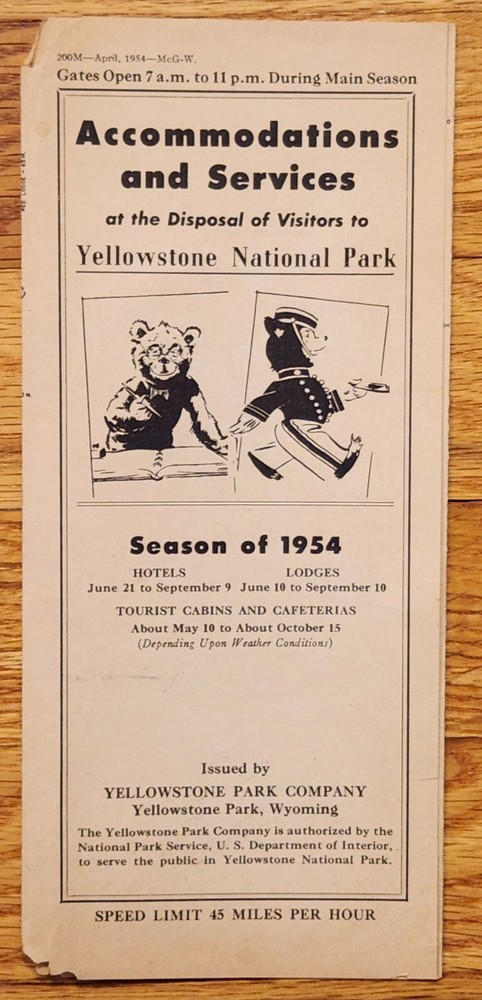 200M—April, 1954—McG-W.
Gates Open 7 a.m. to 11 p.m. During Main Season
Accommodations
and Services
at the Disposal of Visitors to
Yellowstone National Park
Season of 1954
HOTELS LODGES
June 21 to September 9 June 10 to September 10
TOURIST CABINS AND CAFETERIAS
About May 10 to About October 15
(Depending Upon Weather Conditions)
Issued by
YELLOWSTONE PARK COMPANY
Yellowstone Park, Wyoming
The Yellowstone Park Company is authorized by the
National Park Service, U. S. Department of Interior,
to serve the public in Yellowstone National Park.
SPEED LIMIT 45 MILES PER HOUR